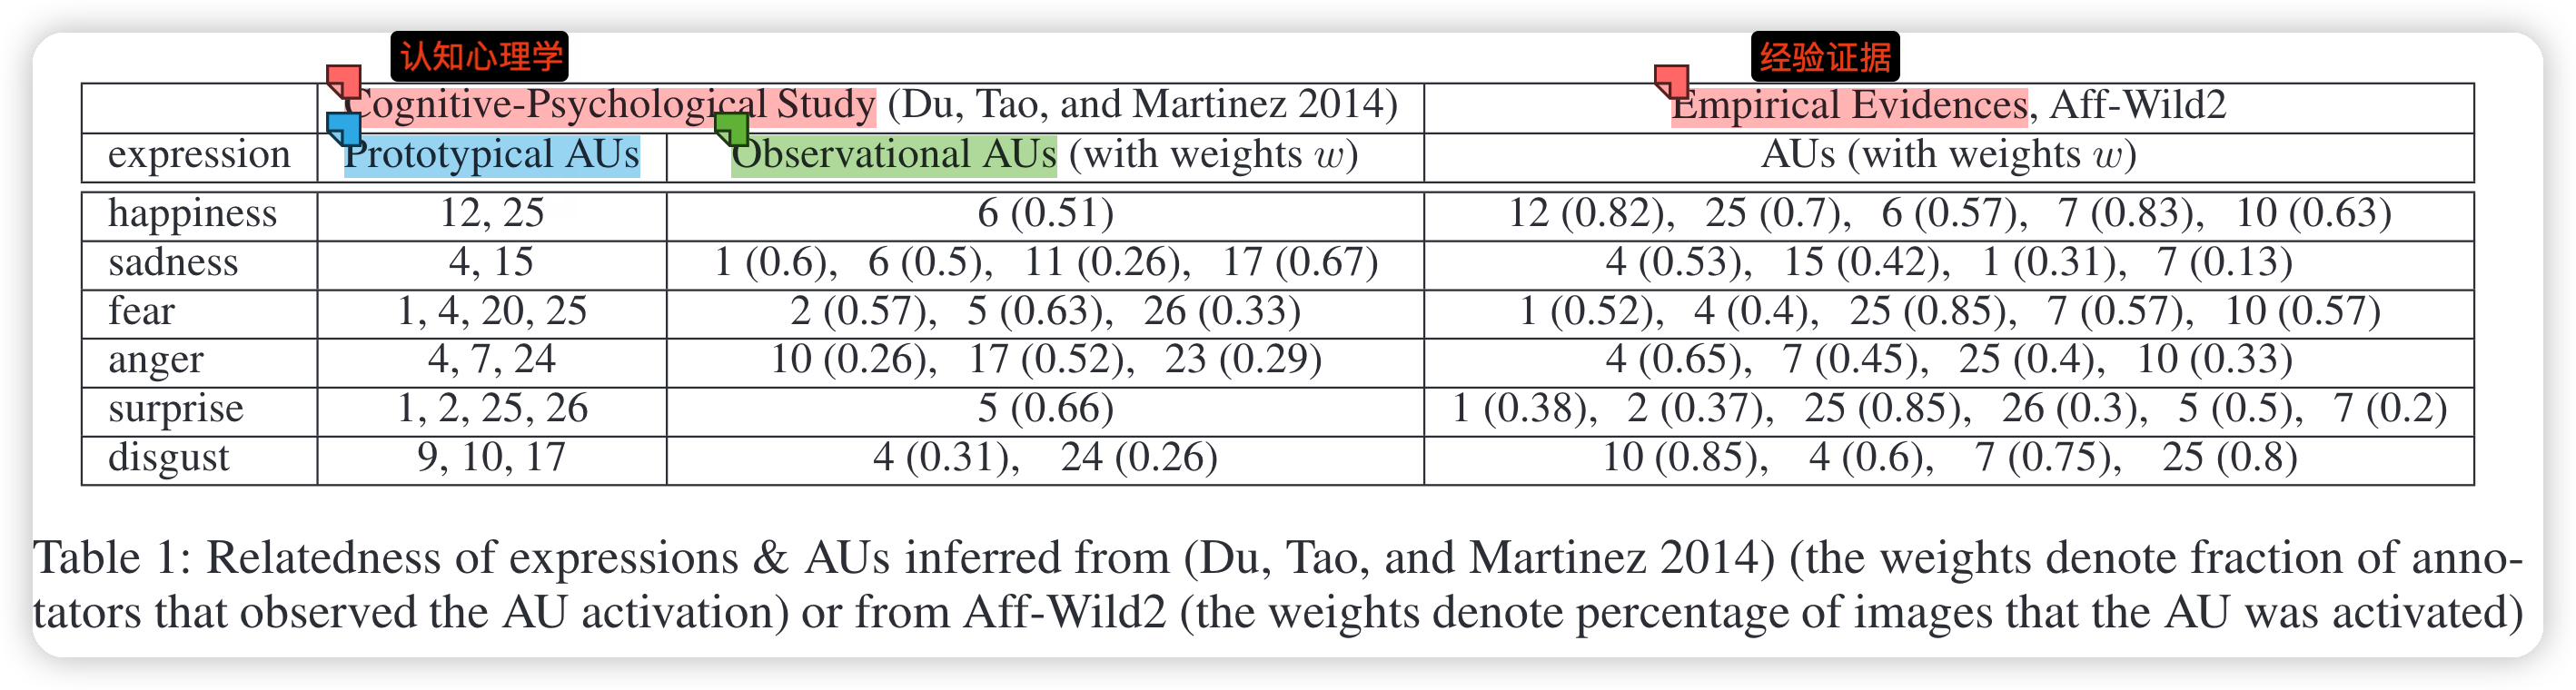 认知心理学 经验证据
Cognitive-Psychological Study (Du, Tao, and Martinez 2014) Empirical Evidences, Aff-Wild2
expression Prototypical AUs Observational AUs (with weights w) AUs (with weights w)
happiness 12, 25 6 (0.51) 12 (0.82), 25 (0.7), 6 (0.57), 7 (0.83), 10 (0.63)
sadness 4, 15 1 (0.6), 6 (0.5), 11 (0.26), 17 (0.67) 4 (0.53), 15 (0.42), 1 (0.31), 7 (0.13)
fear 1, 4, 20, 25 2 (0.57), 5 (0.63), 26 (0.33) 1 (0.52), 4 (0.4), 25 (0.85), 7 (0.57), 10 (0.57)
anger 4, 7, 24 10 (0.26), 17 (0.52), 23 (0.29) 4 (0.65), 7 (0.45), 25 (0.4), 10 (0.33)
surprise 1, 2, 25, 26 5 (0.66) 1 (0.38), 2 (0.37), 25 (0.85), 26 (0.3), 5 (0.5), 7 (0.2)
disgust 9, 10, 17 4 (0.31), 24 (0.26) 10 (0.85), 4 (0.6), 7 (0.75), 25 (0.8)
Table 1: Relatedness of expressions & AUs inferred from (Du, Tao, and Martinez 2014) (the weights denote fraction of anno-
tators that observed the AU activation) or from Aff-Wild2 (the weights denote percentage of images that the AU was activated)